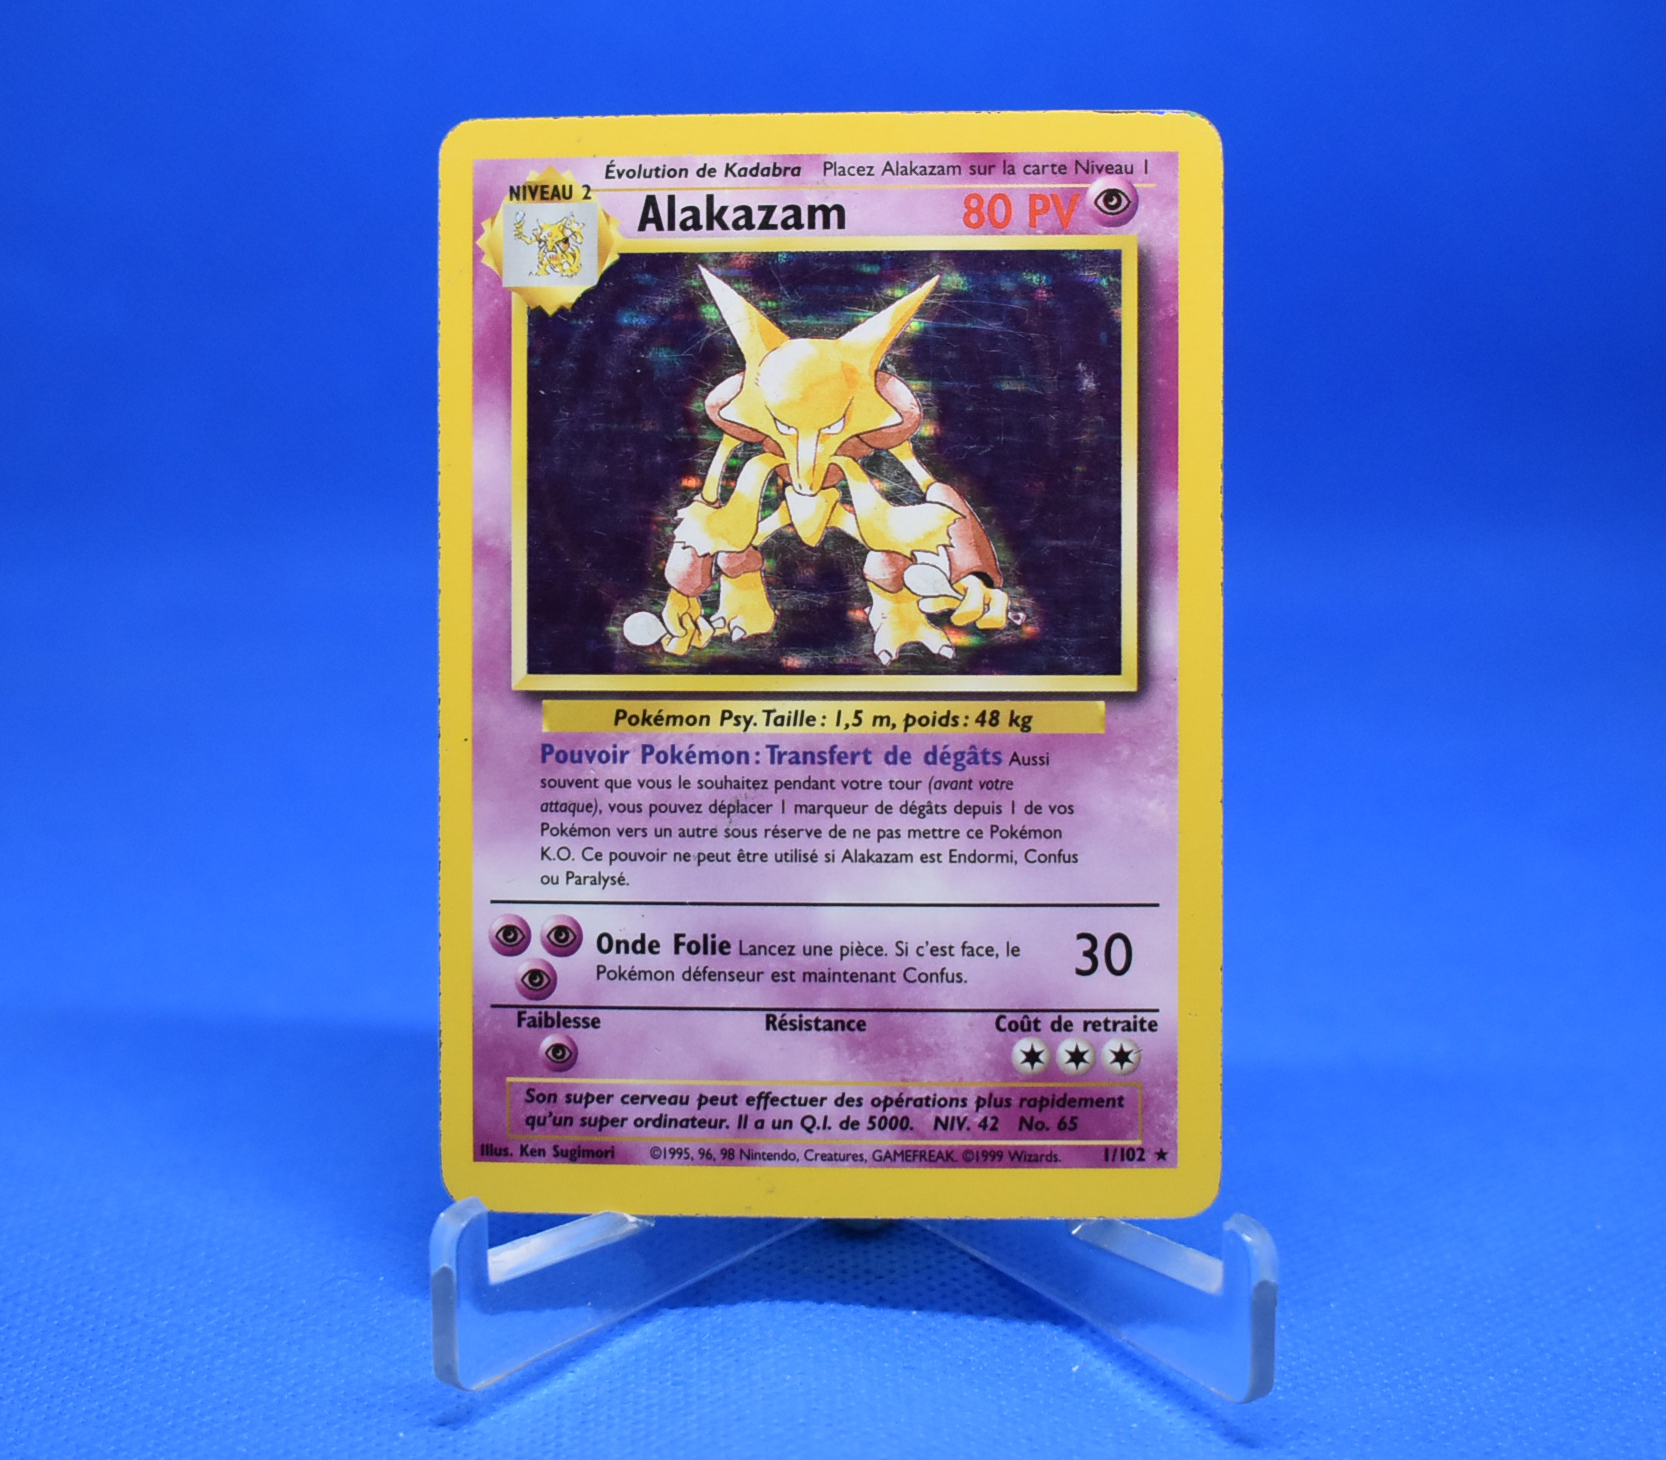 Évolution de Kadabra Placez Alakazam sur la carte Niveau 1
NIVEAU 2
Alakazam 80 PV
Pokémon Psy. Taille : 1,5 m, poids : 48 kg
Pouvoir Pokémon : Transfert de dégâts Aussi
souvent que vous le souhaitez pendant votre tour (avant votre
attaque), vous pouvez déplacer 1 marqueur de dégâts depuis 1 de vos
Pokémon vers un autre sous réserve de ne pas mettre ce Pokémon
K.O. Ce pouvoir ne peut être utilisé si Alakazam est Endormi, Confus
ou Paralysé.
Onde Folie Lancez une pièce. Si c'est face, le
Pokémon défenseur est maintenant Confus.
30
Faiblesse Résistance Coût de retraite
Son super cerveau peut effectuer des opérations plus rapidement
qu'un super ordinateur. Il a un Q.I. de 5000. NIV. 42 No. 65
Illus. Ken Sugimori ©1995, 96, 98 Nintendo, Creatures, GAMEFREAK. ©1999 Wizards. 1/102 ★